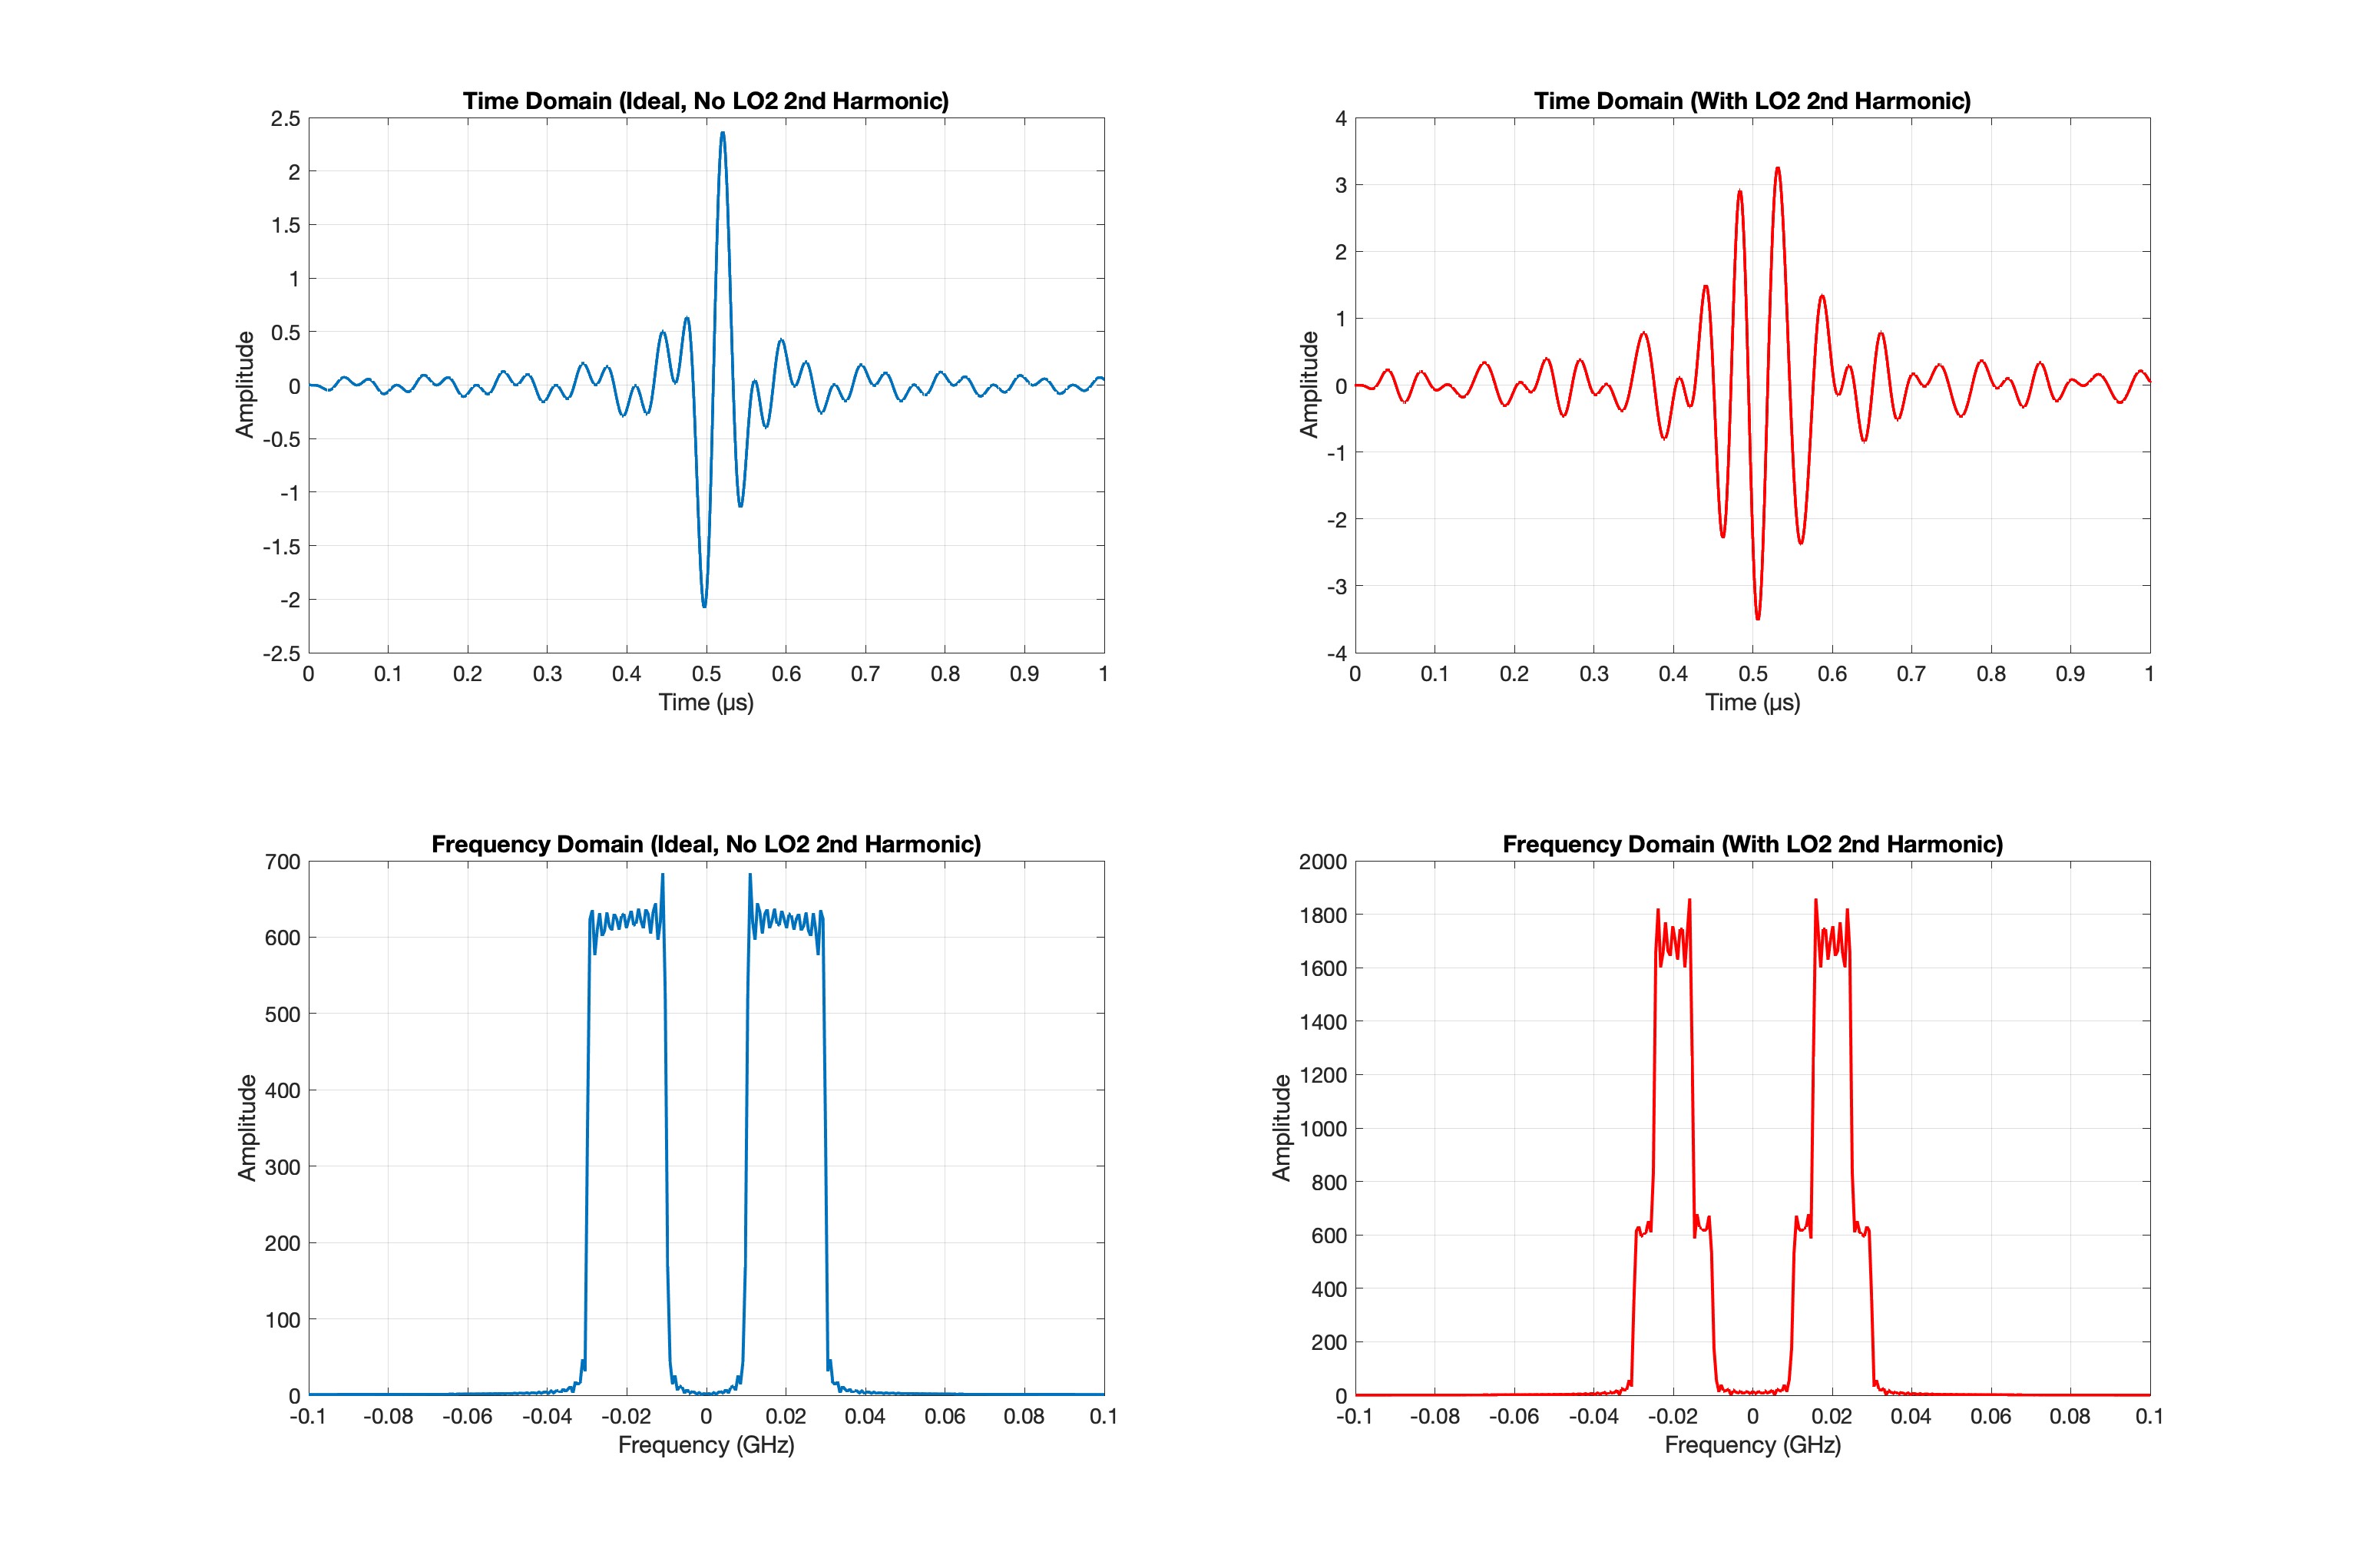 Time Domain (Ideal, No LO2 2nd Harmonic)
2.5
2
1.5
1
0.5
0
-0.5
-1
-1.5
-2
-2.5
Amplitude
0 0.1 0.2 0.3 0.4 0.5 0.6 0.7 0.8 0.9 1
Time (µs)
Time Domain (With LO2 2nd Harmonic)
4
3
2
1
0
-1
-2
-3
-4
Amplitude
0 0.1 0.2 0.3 0.4 0.5 0.6 0.7 0.8 0.9 1
Time (µs)
Frequency Domain (Ideal, No LO2 2nd Harmonic)
700
600
500
400
300
200
100
0
Amplitude
-0.1 -0.08 -0.06 -0.04 -0.02 0 0.02 0.04 0.06 0.08 0.1
Frequency (GHz)
Frequency Domain (With LO2 2nd Harmonic)
2000
1800
1600
1400
1200
1000
800
600
400
200
0
Amplitude
-0.1 -0.08 -0.06 -0.04 -0.02 0 0.02 0.04 0.06 0.08 0.1
Frequency (GHz)